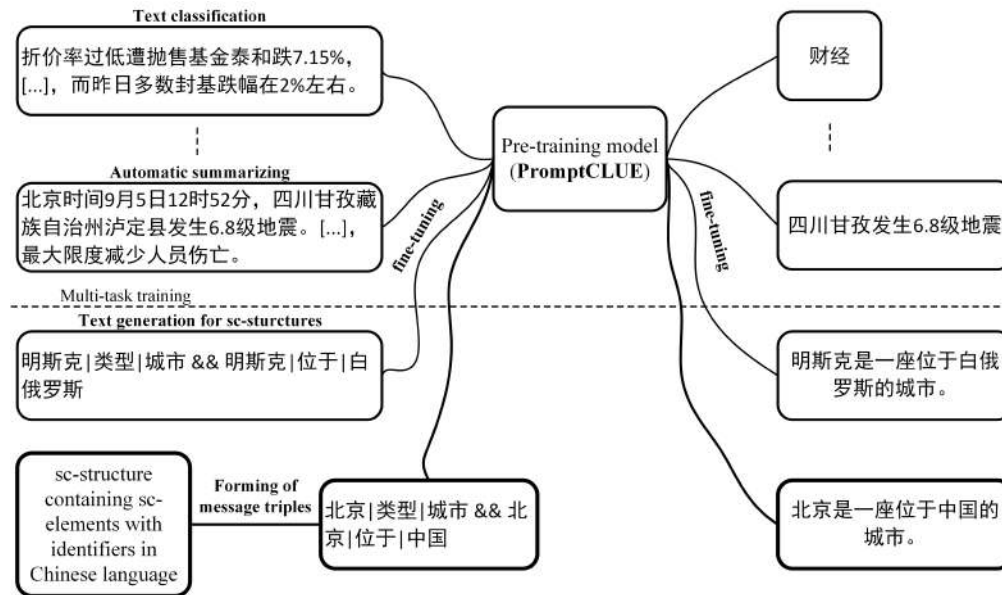 Text classification
折价率过低遭抛售基金泰和跌7.15%，
[...]，而昨日多数封基跌幅在2%左右。
财经
Pre-training model
(PromptCLUE)
Automatic summarizing
北京时间9月5日12时52分，四川甘孜藏
族自治州泸定县发生6.8级地震。[...]，
最大限度减少人员伤亡。
fine-tuning
fine-tuning
四川甘孜发生6.8级地震
Multi-task training
Text generation for sc-sturctures
明斯克|类型|城市 && 明斯克|位于|白
俄罗斯
明斯克是一座位于白俄
罗斯的城市。
sc-structure
containing sc-
elements with
identifiers in
Chinese language
Forming of
message triples
北京|类型|城市 && 北
京|位于|中国
北京是一座位于中国的
城市。